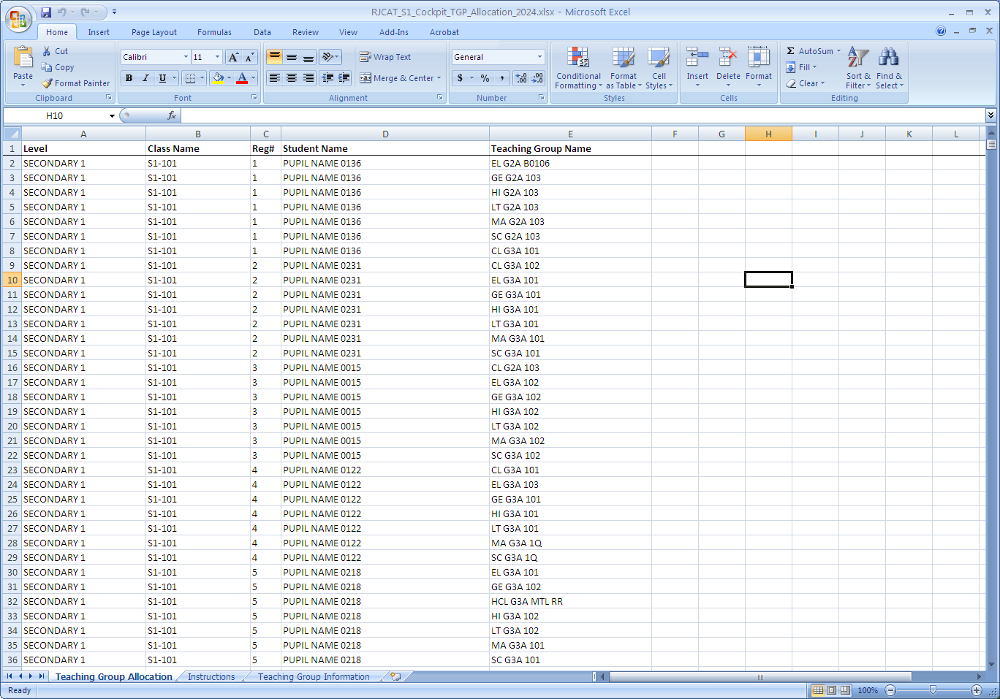 RJCAT_S1_Cockpit_TGP_Allocation_2024.xlsx - Microsoft Excel
Home Insert Page Layout Formulas Data Review View Add-Ins Acrobat
Paste Cut Copy Format Painter Clipboard
Calibri 11 A A B I U A Font
Wrap Text Merge & Center Alignment
General $ % , Number
Conditional Formatting Format as Table Cell Styles Styles
Insert Delete Format Cells
Σ AutoSum Fill Clear Sort & Filter Find & Select Editing
H10 fx
A B C D E F G H I J K L
1 Level Class Name Reg# Student Name Teaching Group Name
2 SECONDARY 1 S1-101 1 PUPIL NAME 0136 EL G2A B0106
3 SECONDARY 1 S1-101 1 PUPIL NAME 0136 GE G2A 103
4 SECONDARY 1 S1-101 1 PUPIL NAME 0136 HI G2A 103
5 SECONDARY 1 S1-101 1 PUPIL NAME 0136 LT G2A 103
6 SECONDARY 1 S1-101 1 PUPIL NAME 0136 MA G2A 103
7 SECONDARY 1 S1-101 1 PUPIL NAME 0136 SC G2A 103
8 SECONDARY 1 S1-101 1 PUPIL NAME 0136 CL G3A 101
9 SECONDARY 1 S1-101 2 PUPIL NAME 0231 CL G3A 102
10 SECONDARY 1 S1-101 2 PUPIL NAME 0231 EL G3A 101
11 SECONDARY 1 S1-101 2 PUPIL NAME 0231 GE G3A 101
12 SECONDARY 1 S1-101 2 PUPIL NAME 0231 HI G3A 101
13 SECONDARY 1 S1-101 2 PUPIL NAME 0231 LT G3A 101
14 SECONDARY 1 S1-101 2 PUPIL NAME 0231 MA G3A 101
15 SECONDARY 1 S1-101 2 PUPIL NAME 0231 SC G3A 101
16 SECONDARY 1 S1-101 3 PUPIL NAME 0015 CL G2A 103
17 SECONDARY 1 S1-101 3 PUPIL NAME 0015 EL G3A 102
18 SECONDARY 1 S1-101 3 PUPIL NAME 0015 GE G3A 102
19 SECONDARY 1 S1-101 3 PUPIL NAME 0015 HI G3A 102
20 SECONDARY 1 S1-101 3 PUPIL NAME 0015 LT G3A 102
21 SECONDARY 1 S1-101 3 PUPIL NAME 0015 MA G3A 102
22 SECONDARY 1 S1-101 3 PUPIL NAME 0015 SC G3A 102
23 SECONDARY 1 S1-101 4 PUPIL NAME 0122 CL G3A 101
24 SECONDARY 1 S1-101 4 PUPIL NAME 0122 EL G3A 103
25 SECONDARY 1 S1-101 4 PUPIL NAME 0122 GE G3A 101
26 SECONDARY 1 S1-101 4 PUPIL NAME 0122 HI G3A 101
27 SECONDARY 1 S1-101 4 PUPIL NAME 0122 LT G3A 101
28 SECONDARY 1 S1-101 4 PUPIL NAME 0122 MA G3A 1Q
29 SECONDARY 1 S1-101 4 PUPIL NAME 0122 SC G3A 1Q
30 SECONDARY 1 S1-101 5 PUPIL NAME 0218 EL G3A 101
31 SECONDARY 1 S1-101 5 PUPIL NAME 0218 GE G3A 102
32 SECONDARY 1 S1-101 5 PUPIL NAME 0218 HCL G3A MTL RR
33 SECONDARY 1 S1-101 5 PUPIL NAME 0218 HI G3A 102
34 SECONDARY 1 S1-101 5 PUPIL NAME 0218 LT G3A 102
35 SECONDARY 1 S1-101 5 PUPIL NAME 0218 MA G3A 101
36 SECONDARY 1 S1-101 5 PUPIL NAME 0218 SC G3A 101
Teaching Group Allocation Instructions Teaching Group Information
Ready 100%